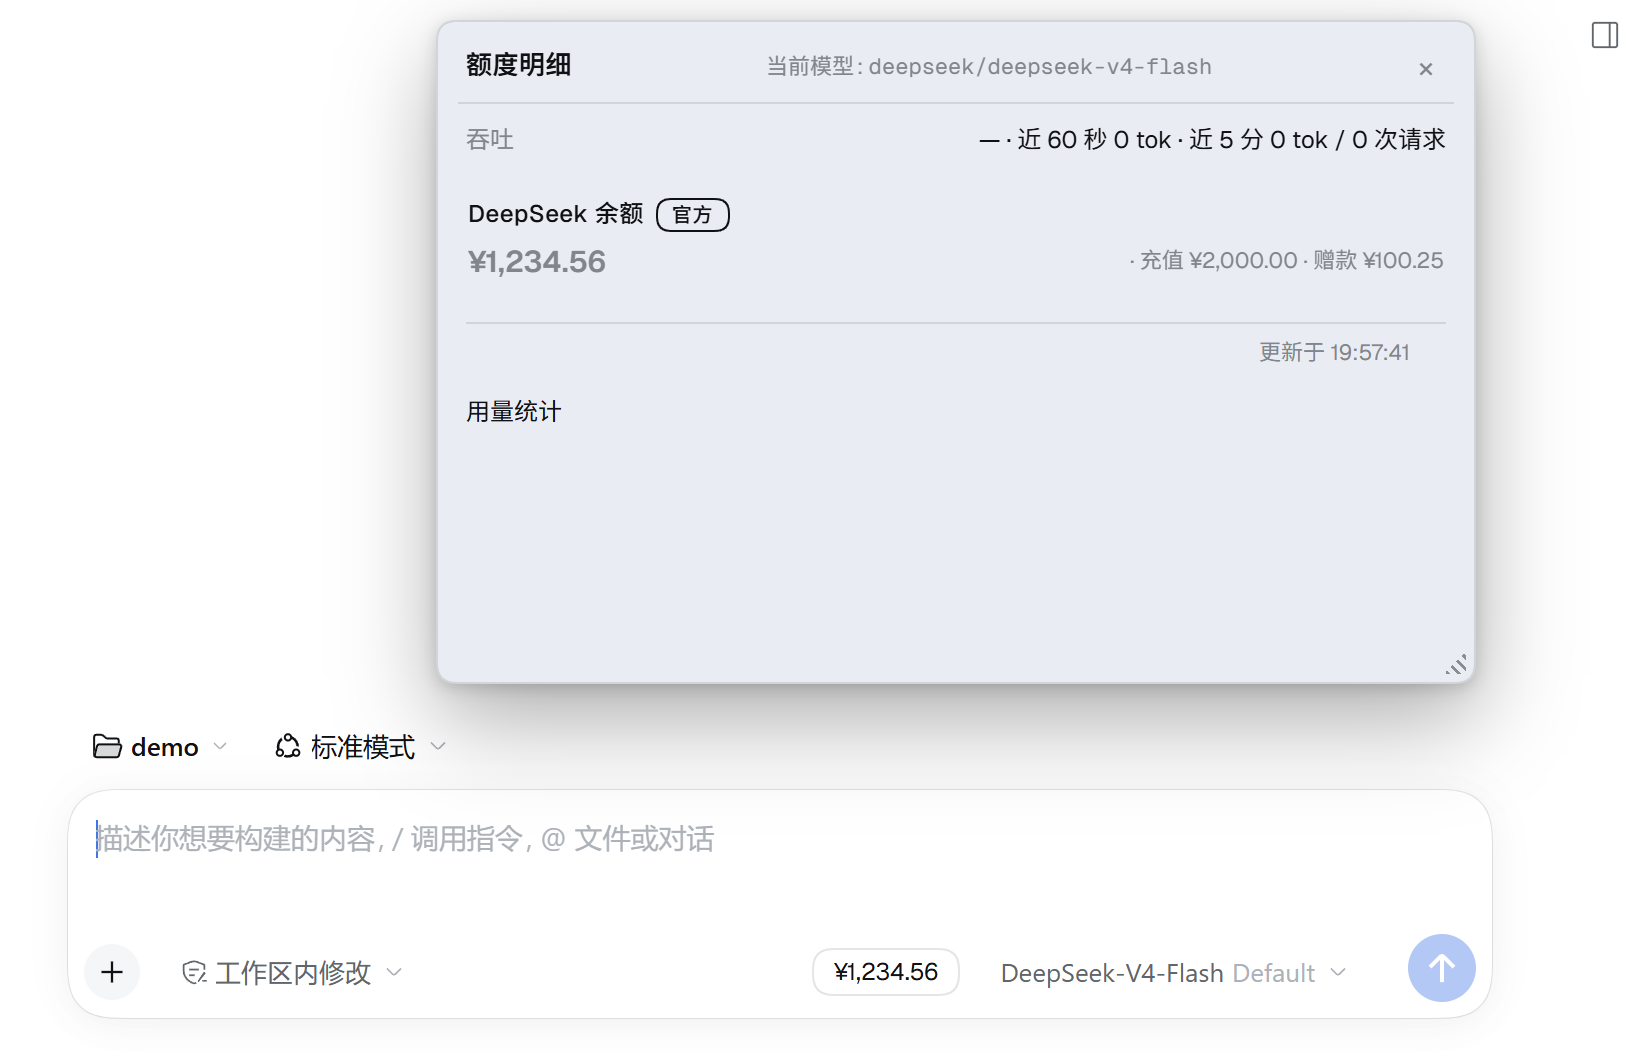 额度明细 当前模型: deepseek/deepseek-v4-flash ×
吞吐 — · 近 60 秒 0 tok · 近 5 分 0 tok / 0 次请求
DeepSeek 余额 官方
¥1,234.56 · 充值 ¥2,000.00 · 赠款 ¥100.25
更新于 19:57:41
用量统计
demo 标准模式
描述你想要构建的内容, / 调用指令, @ 文件或对话
工作区内修改 ¥1,234.56 DeepSeek-V4-Flash Default